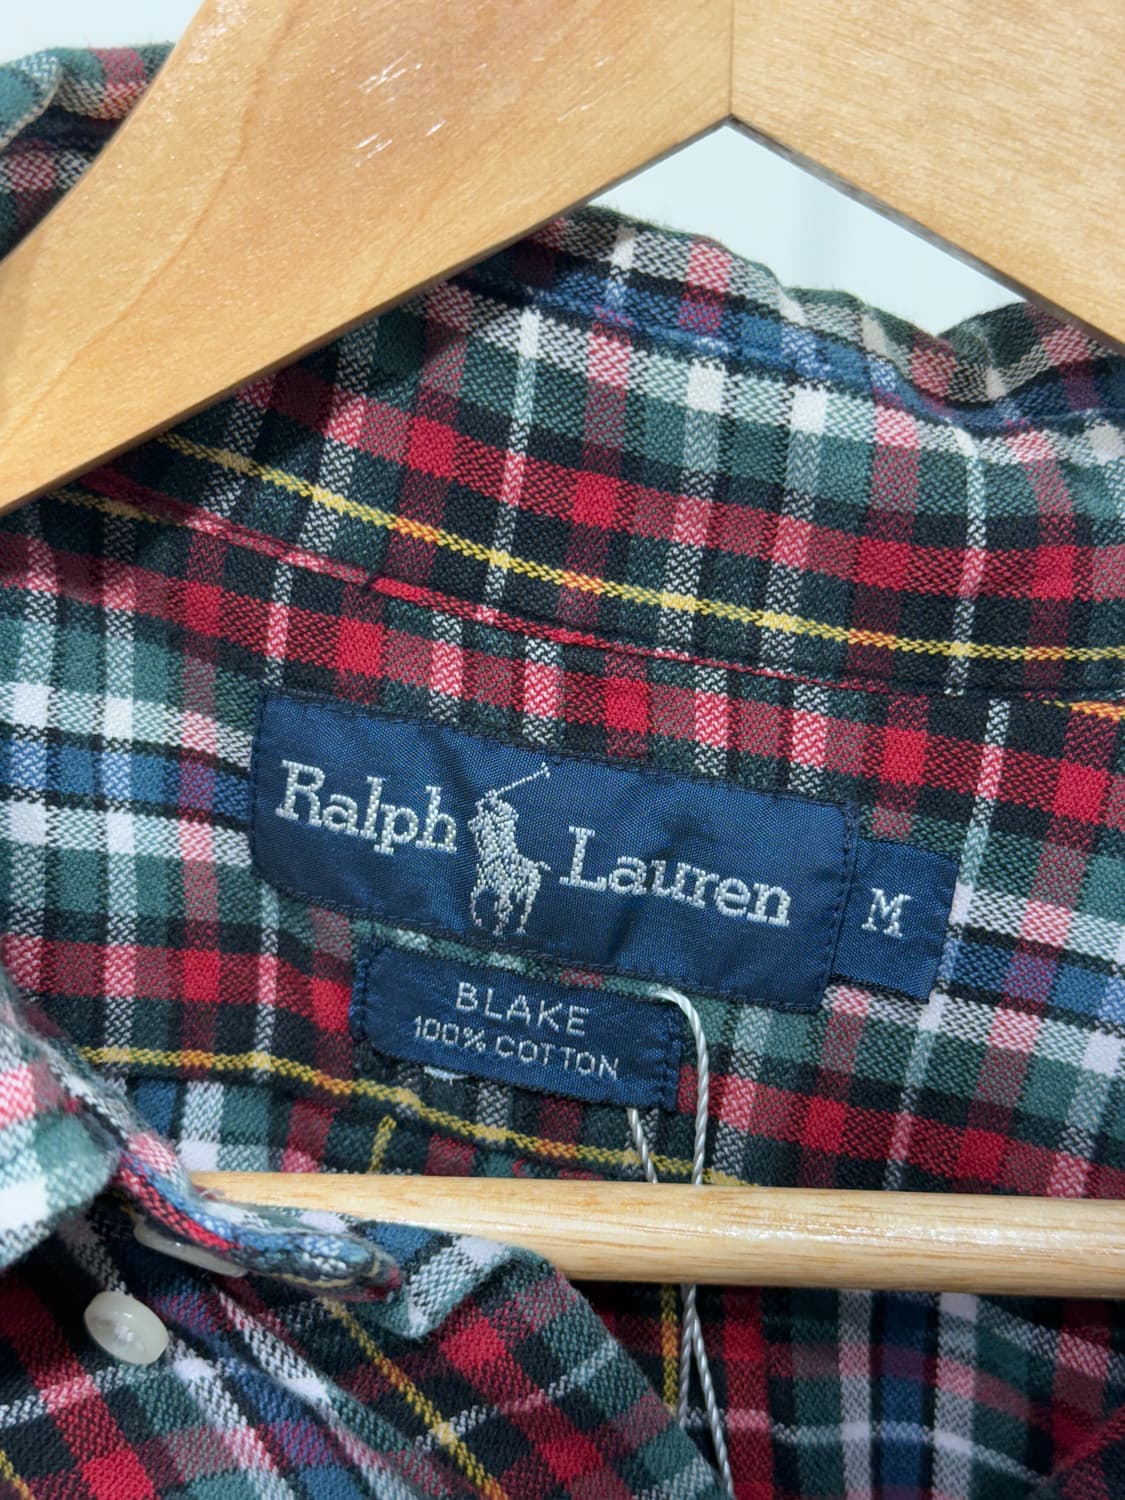 Ralph Lauren
M
BLAKE
100% COTTON